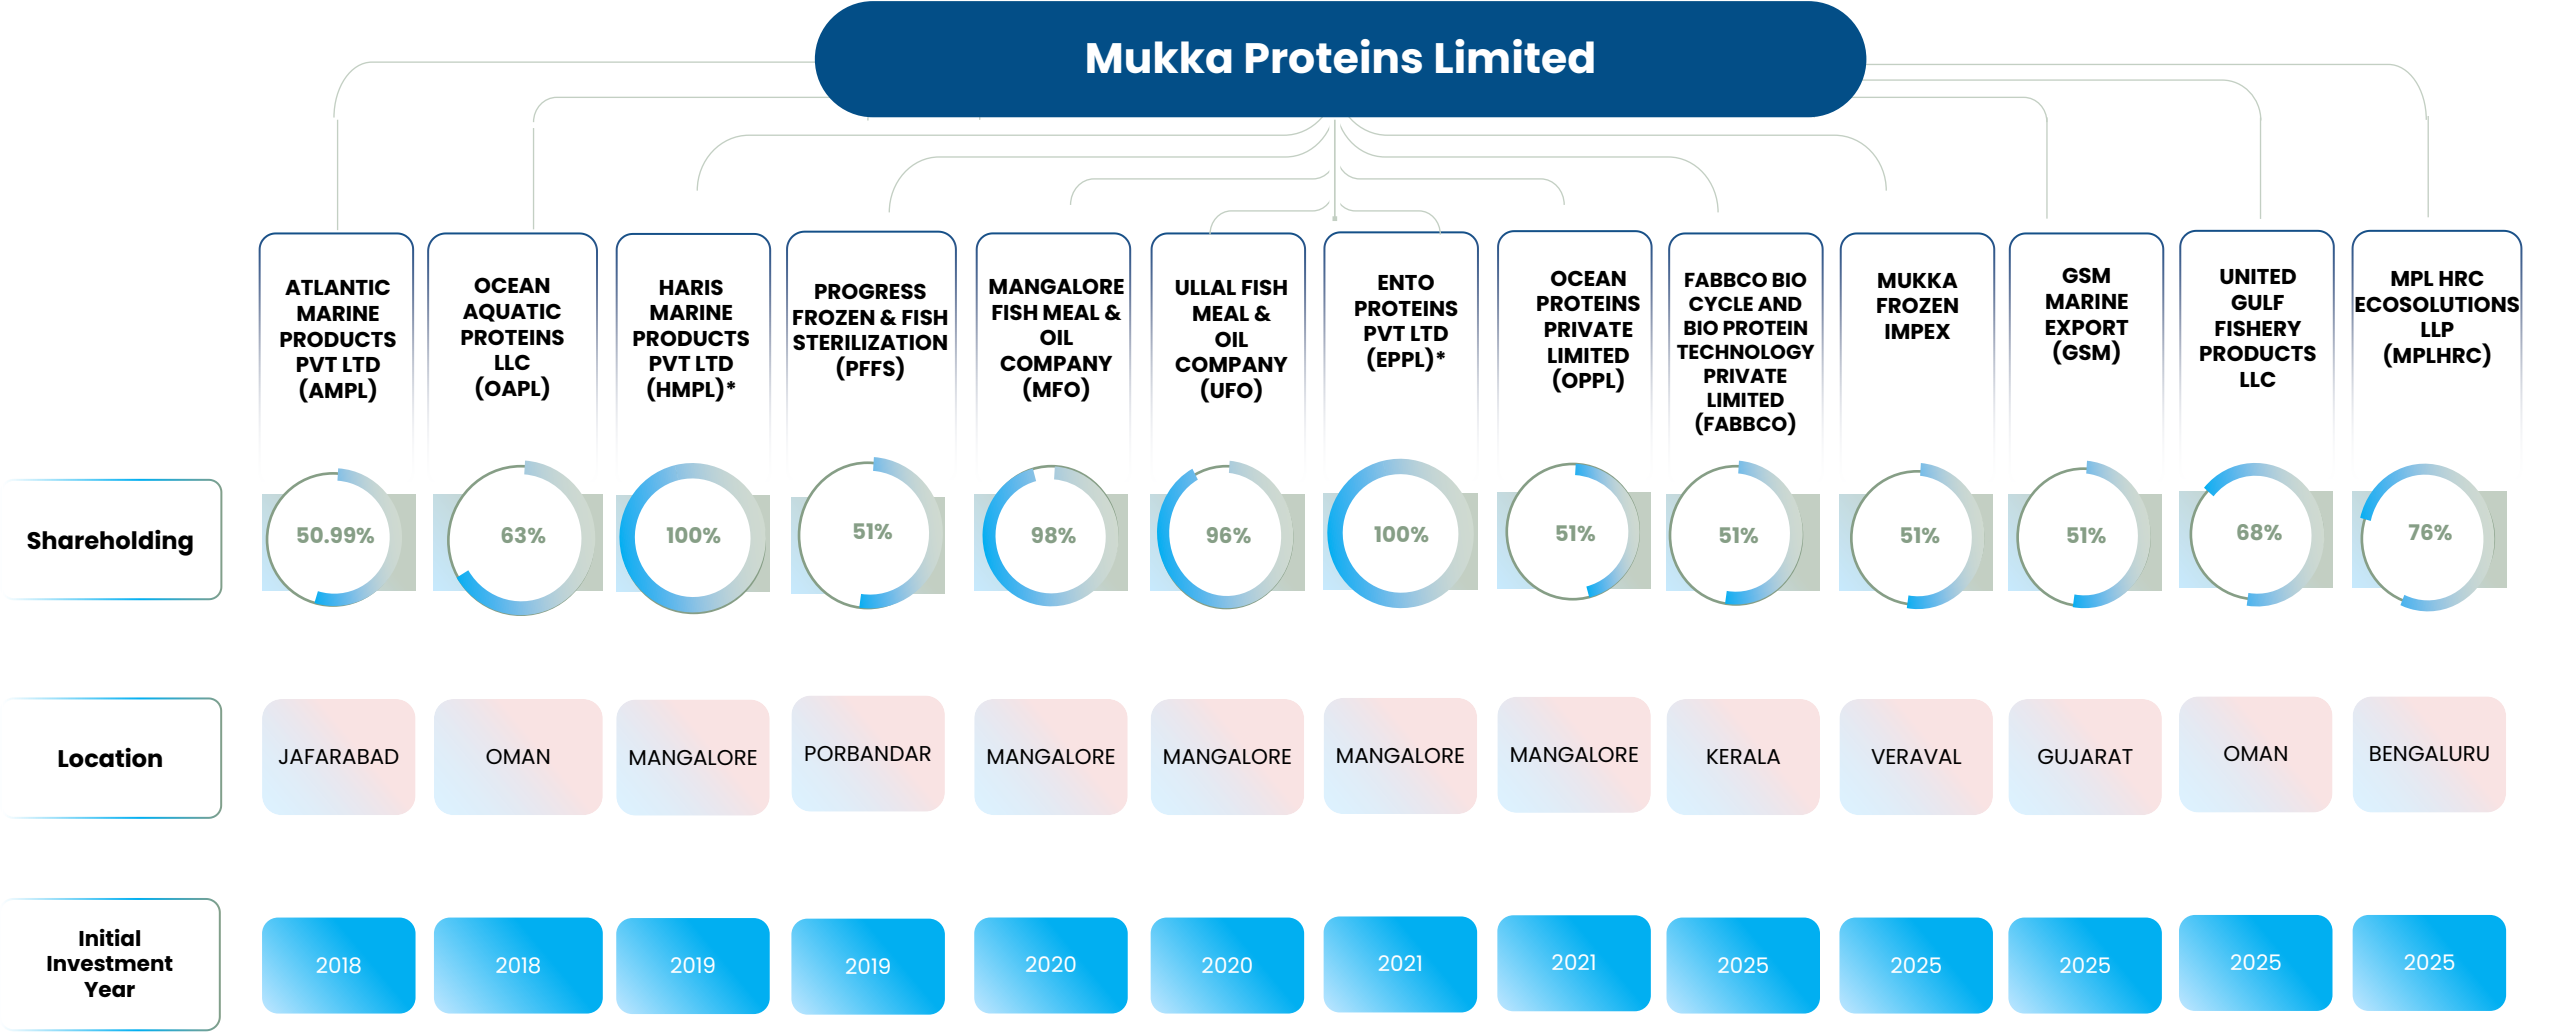 Mukka Proteins Limited
ATLANTIC
MARINE
PRODUCTS
PVT LTD
(AMPL)
OCEAN
AQUATIC
PROTEINS
LLC
(OAPL)
HARIS
MARINE
PRODUCTS
PVT LTD
(HMPL)*
PROGRESS
FROZEN & FISH
STERILIZATION
(PFFS)
MANGALORE
FISH MEAL &
OIL
COMPANY
(MFO)
ULLAL FISH
MEAL &
OIL
COMPANY
(UFO)
ENTO
PROTEINS
PVT LTD
(EPPL)*
OCEAN
PROTEINS
PRIVATE
LIMITED
(OPPL)
FABBCO BIO
CYCLE AND
BIO PROTEIN
TECHNOLOGY
PRIVATE
LIMITED
(FABBCO)
MUKKA
FROZEN
IMPEX
GSM
MARINE
EXPORT
(GSM)
UNITED
GULF
FISHERY
PRODUCTS
LLC
MPL HRC
ECOSOLUTIONS
LLP
(MPLHRC)
Shareholding
50.99%
63%
100%
51%
98%
96%
100%
51%
51%
51%
51%
68%
76%
Location
JAFARABAD
OMAN
MANGALORE
PORBANDAR
MANGALORE
MANGALORE
MANGALORE
MANGALORE
KERALA
VERAVAL
GUJARAT
OMAN
BENGALURU
Initial
Investment
Year
2018
2018
2019
2019
2020
2020
2021
2021
2025
2025
2025
2025
2025